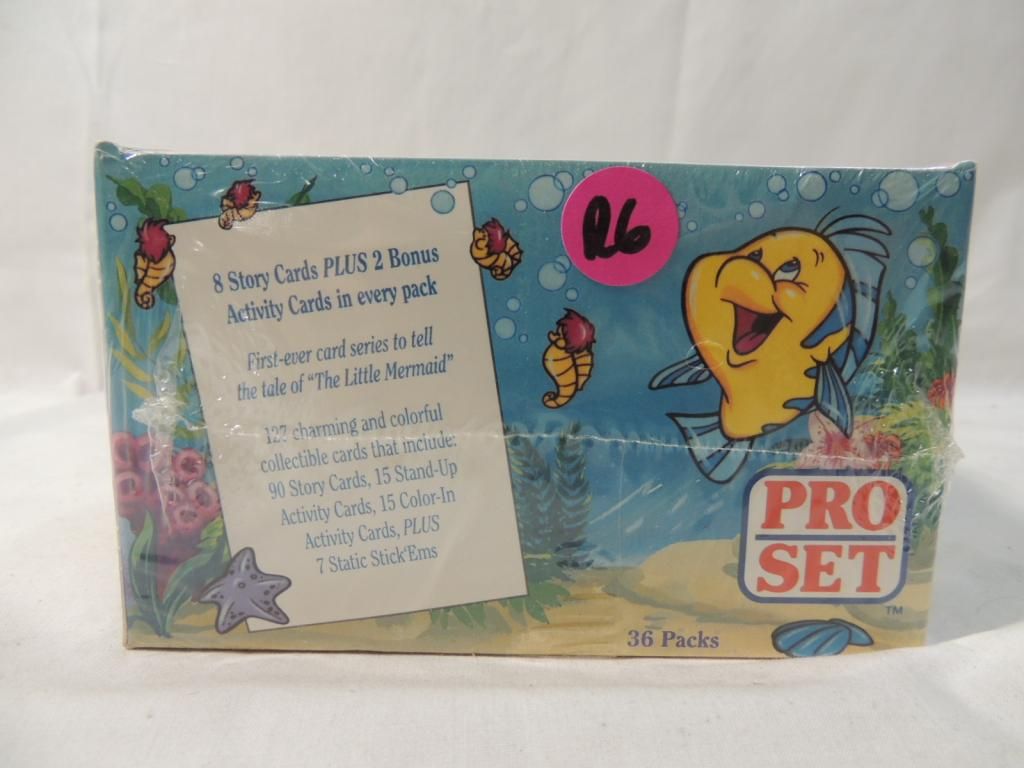 R6
8 Story Cards PLUS 2 Bonus
Activity Cards in every pack
First-ever card series to tell
the tale of "The Little Mermaid"
127 charming and colorful
collectible cards that include:
90 Story Cards, 15 Stand-Up
Activity Cards, 15 Color-In
Activity Cards, PLUS
7 Static Stick'Ems
PRO
SET
TM
36 Packs